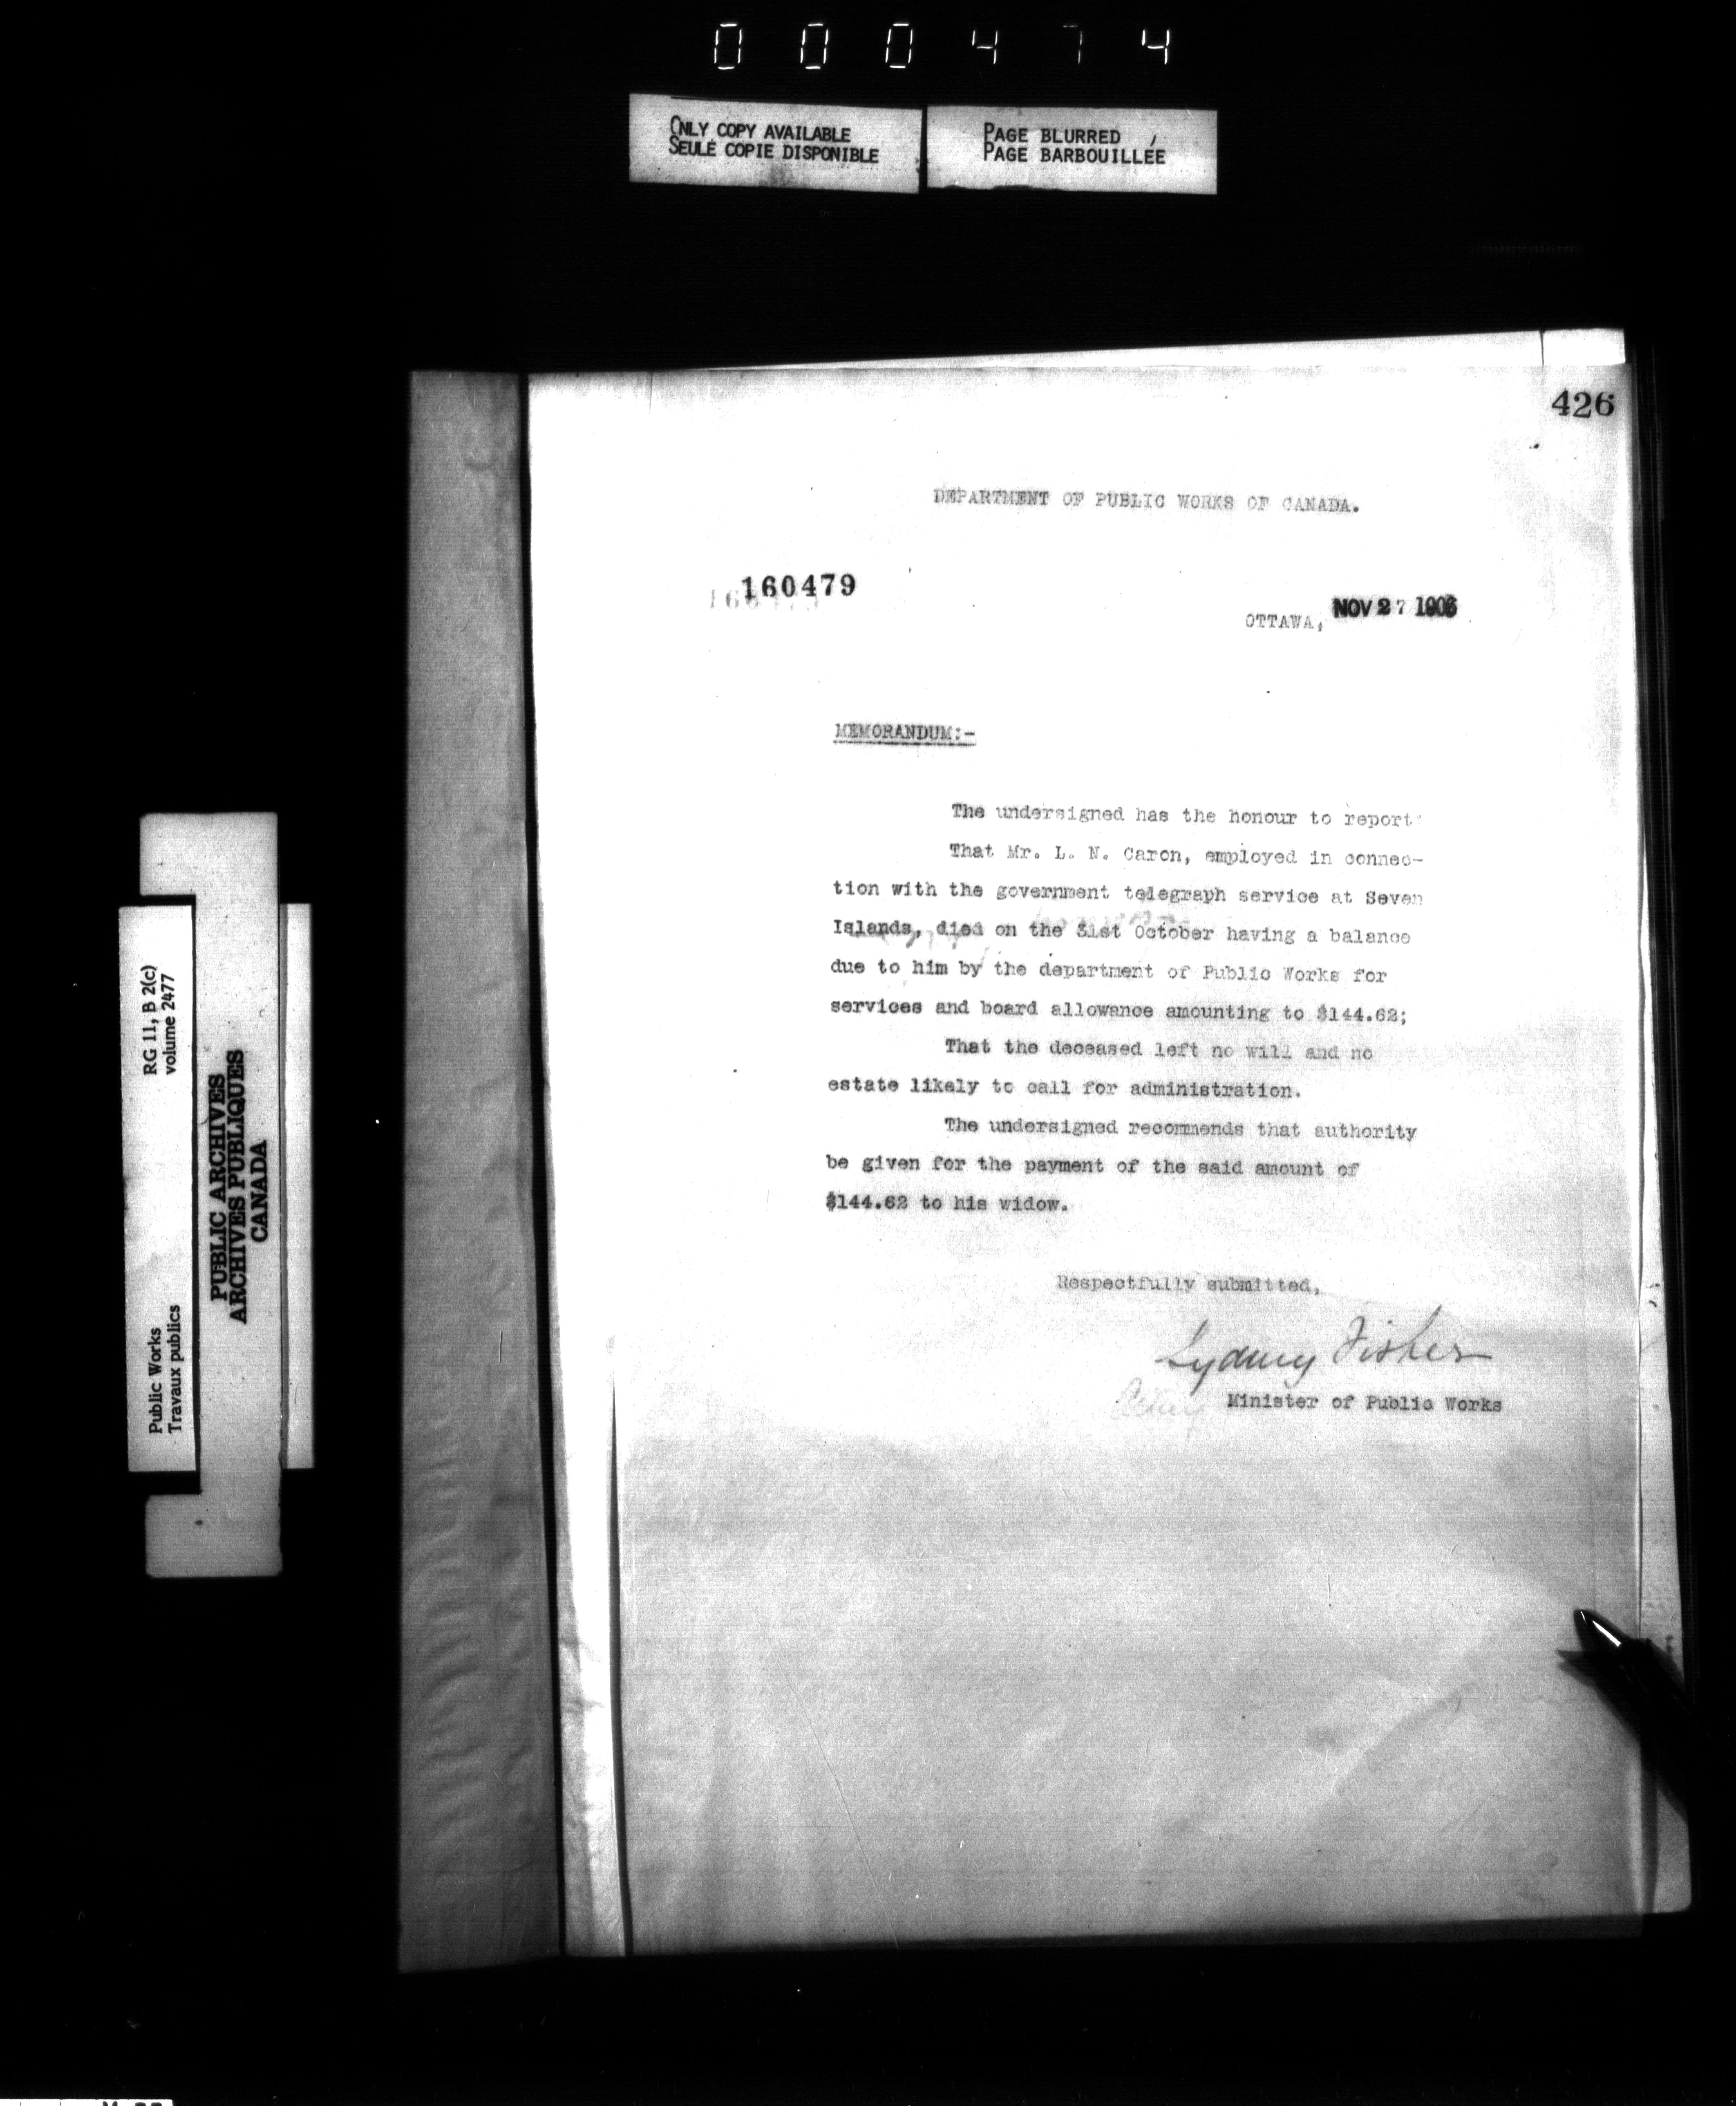 000474
ONLY COPY AVAILABLE
SEULE COPIE DISPONIBLE
PAGE BLURRED
PAGE BARBOUILLÉE
426
DEPARTMENT OF PUBLIC WORKS OF CANADA.
160479
OTTAWA, NOV 27 1906
MEMORANDUM:-
The undersigned has the honour to report
That Mr. L. N. Caron, employed in connec-
tion with the government telegraph service at Seven
Islands, died on the 31st October having a balance
due to him by the department of Public Works for
services and board allowance amounting to $144.62;
That the deceased left no will and no
estate likely to call for administration.
The undersigned recommends that authority
be given for the payment of the said amount of
$144.62 to his widow.
Respectfully submitted,
Sydney Fisher
Acting Minister of Public Works
RG 11, B 2(c)
volume 2477
Public Works
Travaux publics
PUBLIC ARCHIVES
ARCHIVES PUBLIQUES
CANADA